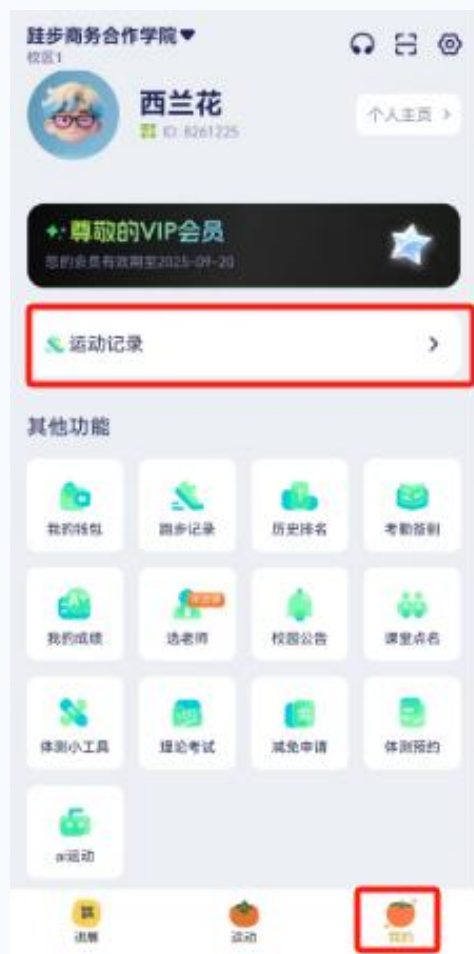 跬步商务合作学院
校区1
西兰花
ID: 8261225
个人主页 >
尊敬的VIP会员
您的会员有效期至2025-09-20
运动记录 >
其他功能
我的钱包 跑步记录 历史排名 考勤签到
我的成绩 选老师 校园公告 课堂点名
体测小工具 理论考试 减免申请 体测预约
ai运动
进展 运动 我的